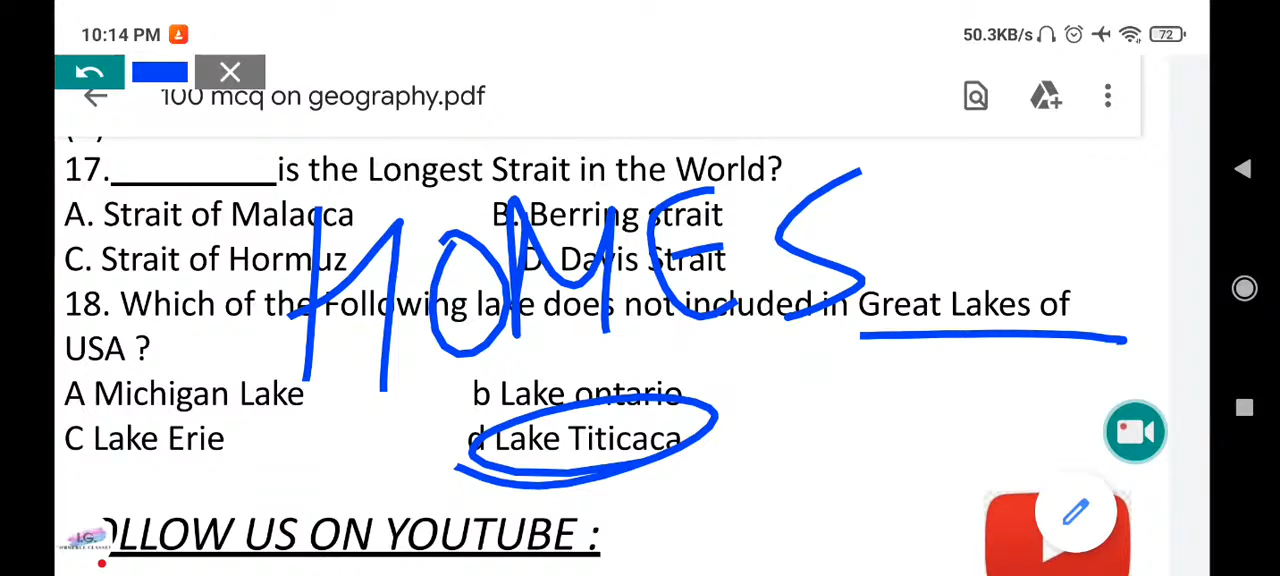 10:14 PM 50.3KB/s 72
100 mcq on geography.pdf
17.__________is the Longest Strait in the World?
A. Strait of Malacca B. Berring strait
C. Strait of Hormuz D. Davis Strait
HOMES
18. Which of the Following lake does not included in Great Lakes of
USA ?
A Michigan Lake b Lake ontario
C Lake Erie d Lake Titicaca
OLLOW US ON YOUTUBE :
I.G.